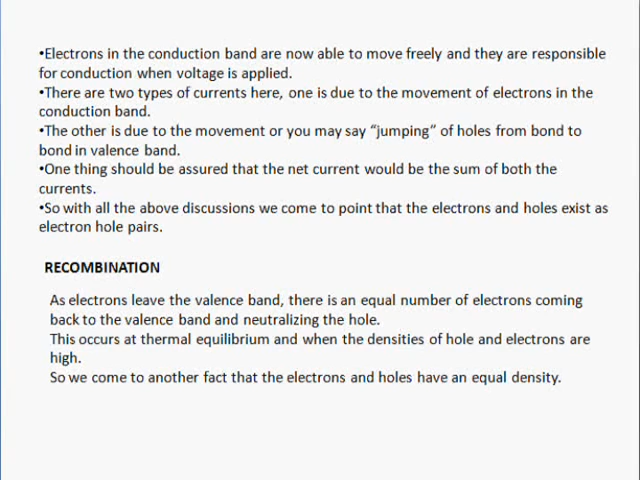 •Electrons in the conduction band are now able to move freely and they are responsible
for conduction when voltage is applied.
•There are two types of currents here, one is due to the movement of electrons in the
conduction band.
•The other is due to the movement or you may say “jumping” of holes from bond to
bond in valence band.
•One thing should be assured that the net current would be the sum of both the
currents.
•So with all the above discussions we come to point that the electrons and holes exist as
electron hole pairs.
RECOMBINATION
As electrons leave the valence band, there is an equal number of electrons coming
back to the valence band and neutralizing the hole.
This occurs at thermal equilibrium and when the densities of hole and electrons are
high.
So we come to another fact that the electrons and holes have an equal density.